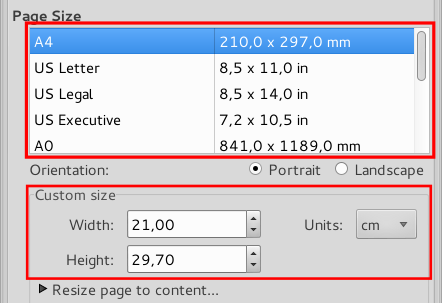 Page Size
A4 210,0 x 297,0 mm
US Letter 8,5 x 11,0 in
US Legal 8,5 x 14,0 in
US Executive 7,2 x 10,5 in
A0 841,0 x 1189,0 mm
Orientation: Portrait Landscape
Custom size
Width: 21,00 Units: cm
Height: 29,70
Resize page to content...